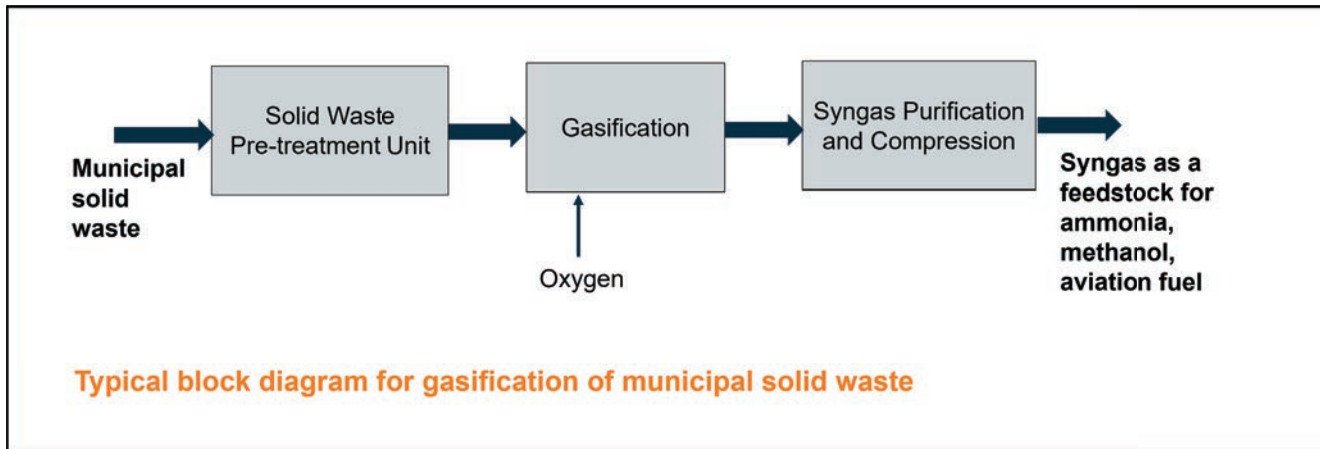 Solid Waste
Pre-treatment Unit
Gasification
Syngas Purification
and Compression
Municipal
solid
waste
Oxygen
Syngas as a
feedstock for
ammonia,
methanol,
aviation fuel
Typical block diagram for gasification of municipal solid waste